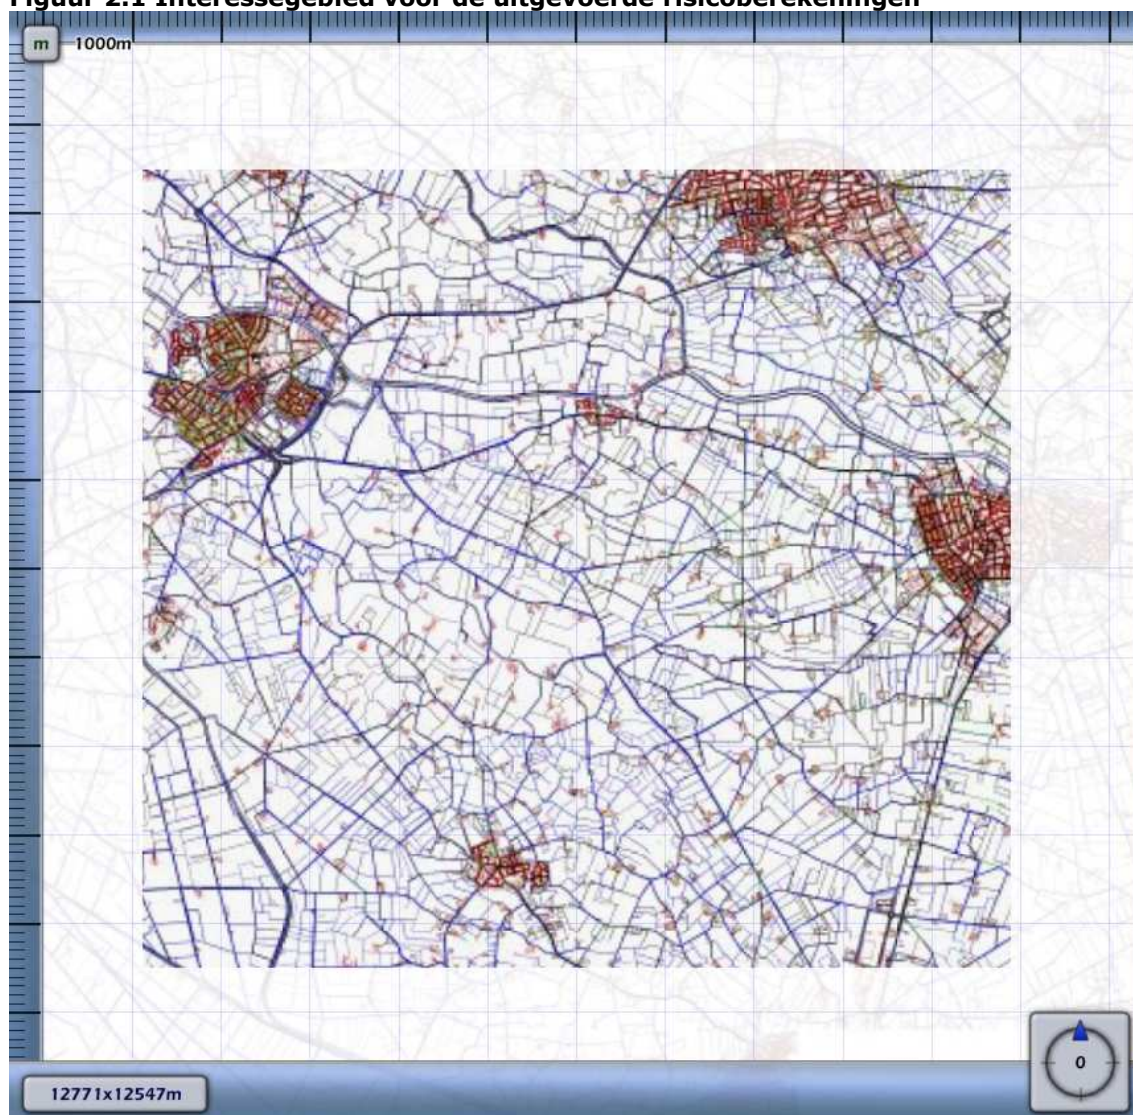 Figuur 2.1 Interessegebied voor de uitgevoerde risicoberekeningen
m
1000m
12771x12547m
0